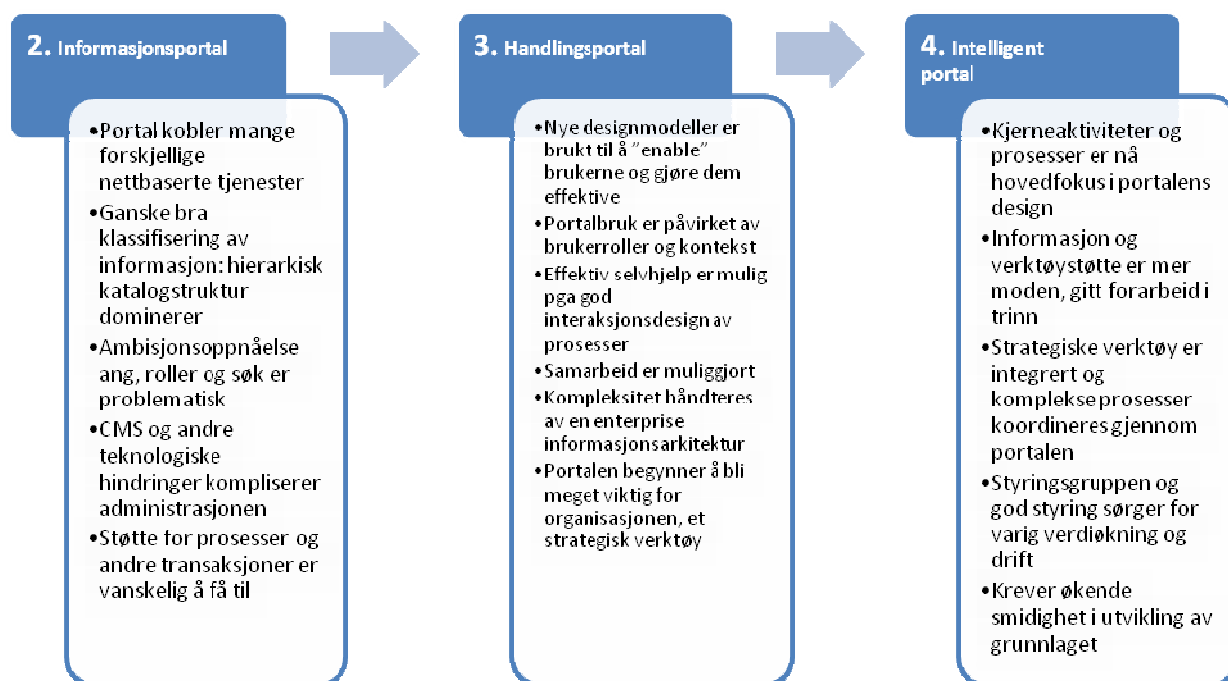 2. Informasjonsportal
•Portal kobler mange
forskjellige
nettbaserte tjenester
•Ganske bra
klassifisering av
informasjon: hierarkisk
katalogstruktur
dominerer
•Ambisjonsoppnåelse
ang, roller og søk er
problematisk
•CMS og andre
teknologiske
hindringer kompliserer
administrasjonen
•Støtte for prosesser og
andre transaksjoner er
vanskelig å få til
3. Handlingsportal
•Nye designmodeller er
brukt til å ”enable”
brukerne og gjøre dem
effektive
•Portalbruk er påvirket av
brukerroller og kontekst
•Effektiv selvhjelp er mulig
pga god
interaksjonsdesign av
prosesser
•Samarbeid er muliggjort
•Kompleksitet håndteres
av en enterprise
informasjonsarkitektur
•Portalen begynner å bli
meget viktig for
organisasjonen, et
strategisk verktøy
4. Intelligent
portal
•Kjerneaktiviteter og
prosesser er nå
hovedfokus i portalens
design
•Informasjon og
verktøystøtte er mer
moden, gitt forarbeid i
trinn
•Strategiske verktøy er
integrert og
komplekse prosesser
koordineres gjennom
portalen
•Styringsgruppen og
god styring sørger for
varig verdiøkning og
drift
•Krever økende
smidighet i utvikling av
grunnlaget